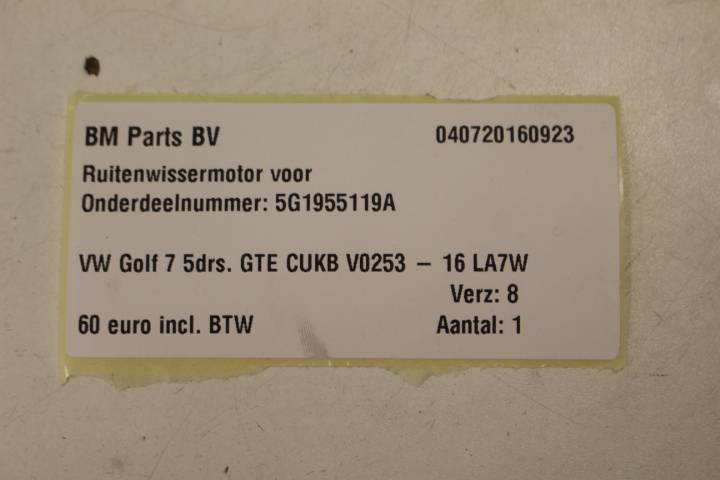 BM Parts BV 040720160923
Ruitenwissermotor voor
Onderdeelnummer: 5G1955119A
VW Golf 7 5drs. GTE CUKB V0253 – 16 LA7W
Verz: 8
60 euro incl. BTW Aantal: 1